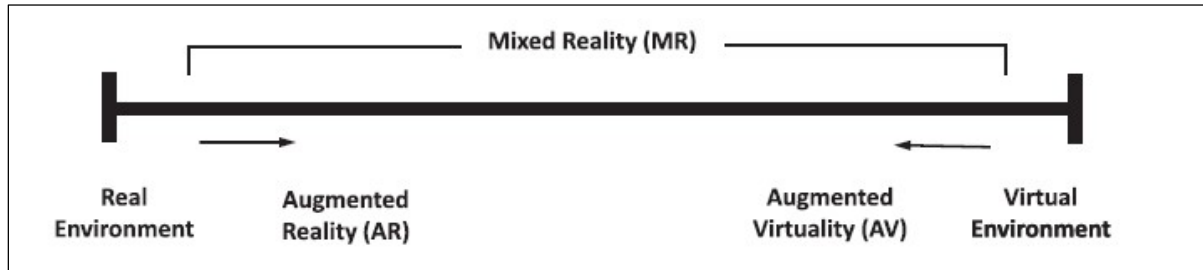 Mixed Reality (MR)
Real
Environment
Augmented
Reality (AR)
Augmented
Virtuality (AV)
Virtual
Environment